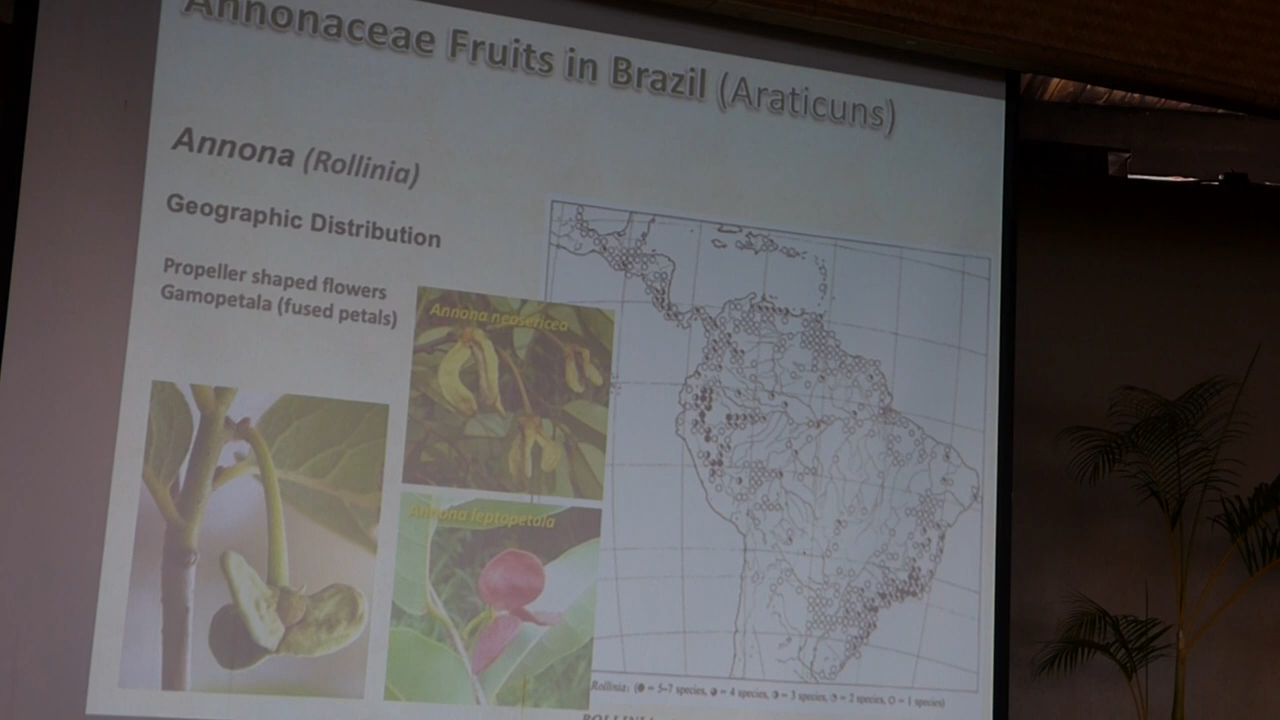 Annonaceae Fruits in Brazil (Araticuns)
Annona (Rollinia)
Geographic Distribution
Propeller shaped flowers
Gamopetala (fused petals)
Annona neosericea
Annona leptopetala
Rollinia: (● = 5-7 species, ◕ = 4 species, ◑ = 3 species, ◔ = 2 species, O = 1 species)
ROLLINIA